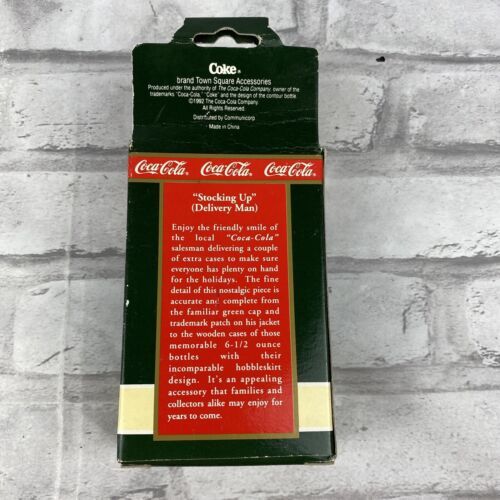 Coke®
brand Town Square Accessories
Produced under the authority of The Coca-Cola Company, owner of the
trademarks "Coca-Cola, "Coke" and the design of the contour bottle.
©1992 The Coca-Cola Company.
All Rights Reserved.
Distributed by Communicorp
Made in China
Coca-Cola® Coca-Cola® Coca-Cola®
"Stocking Up"
(Delivery Man)
Enjoy the friendly smile of
the local "Coca-Cola"
salesman delivering a couple
of extra cases to make sure
everyone has plenty on hand
for the holidays. The fine
detail of this nostalgic piece is
accurate and complete from
the familiar green cap and
trademark patch on his jacket
to the wooden cases of those
memorable 6-1/2 ounce
bottles with their
incomparable hobbleskirt
design. It's an appealing
accessory that families and
collectors alike may enjoy for
years to come.